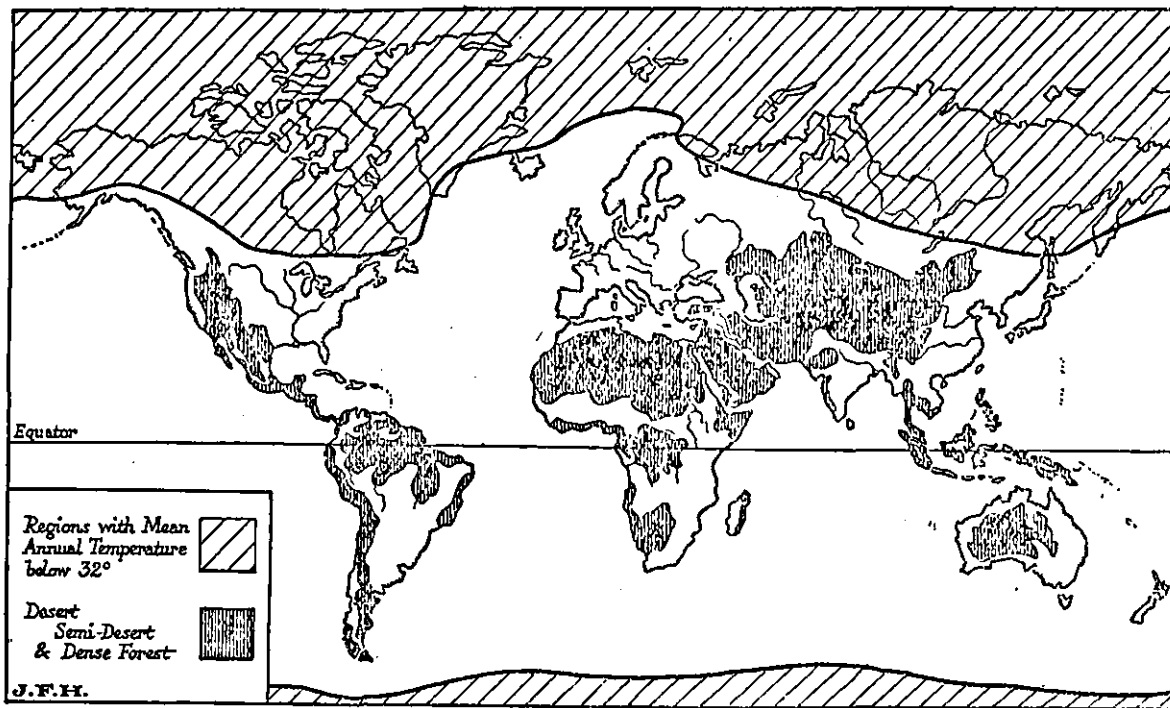 Equator
Regions with Mean
Annual Temperature
below 32°
Desert
Semi-Desert
& Dense Forest
J.F.H.